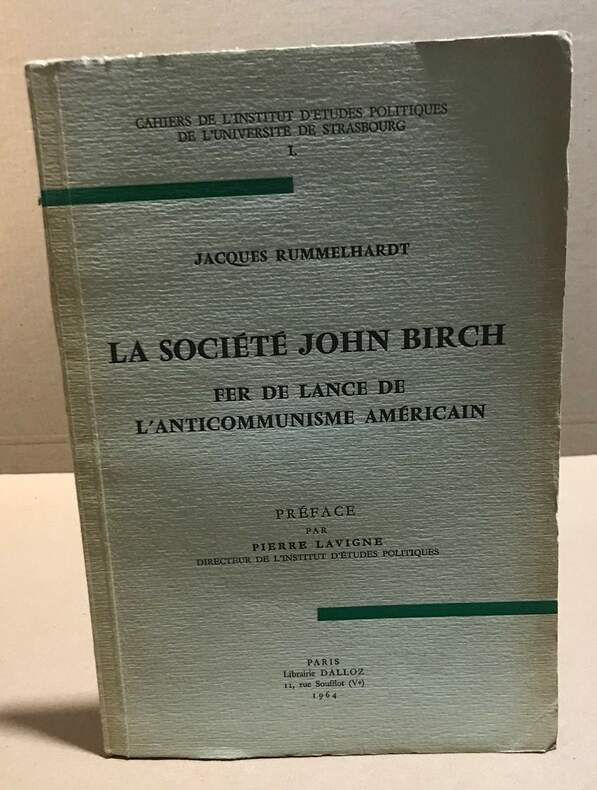 CAHIERS DE L'INSTITUT D'ÉTUDES POLITIQUES
DE L'UNIVERSITÉ DE STRASBOURG
I.
JACQUES RUMMELHARDT
LA SOCIÉTÉ JOHN BIRCH
FER DE LANCE DE
L'ANTICOMMUNISME AMÉRICAIN
PRÉFACE
PAR
PIERRE LAVIGNE
DIRECTEUR DE L'INSTITUT D'ÉTUDES POLITIQUES
PARIS
Librairie DALLOZ
11, rue Soufflot (Vᵉ)
1964